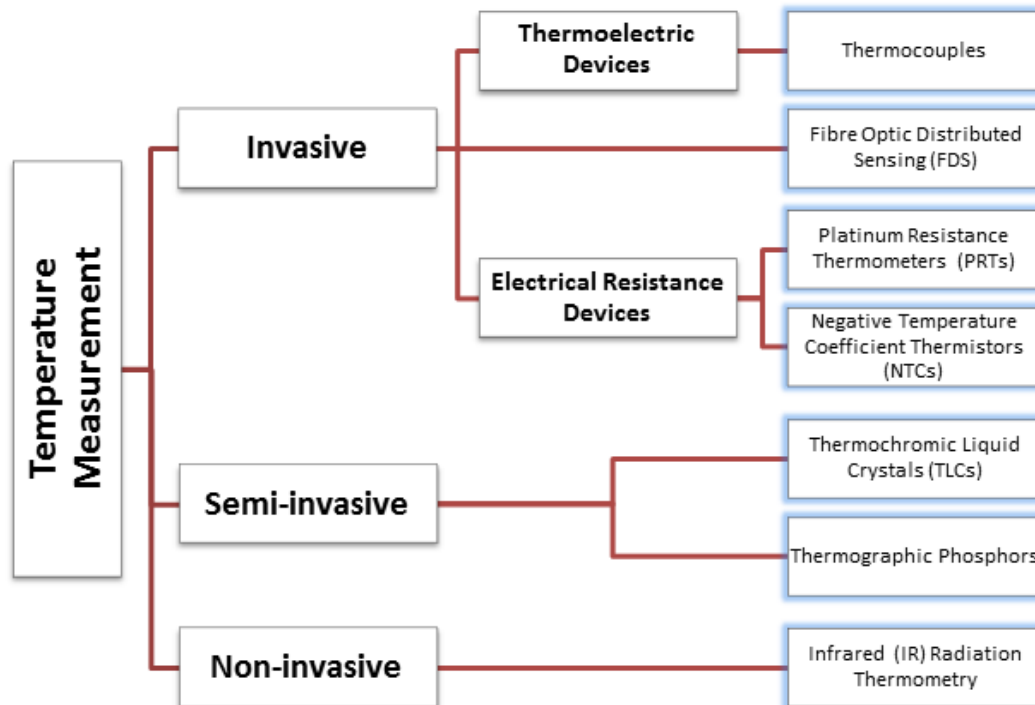 Temperature
Measurement
Invasive
Thermoelectric
Devices
Thermocouples
Fibre Optic Distributed
Sensing (FDS)
Electrical Resistance
Devices
Platinum Resistance
Thermometers (PRTs)
Negative Temperature
Coefficient Thermistors
(NTCs)
Semi-invasive
Thermochromic Liquid
Crystals (TLCs)
Thermographic Phosphors
Non-invasive
Infrared (IR) Radiation
Thermometry